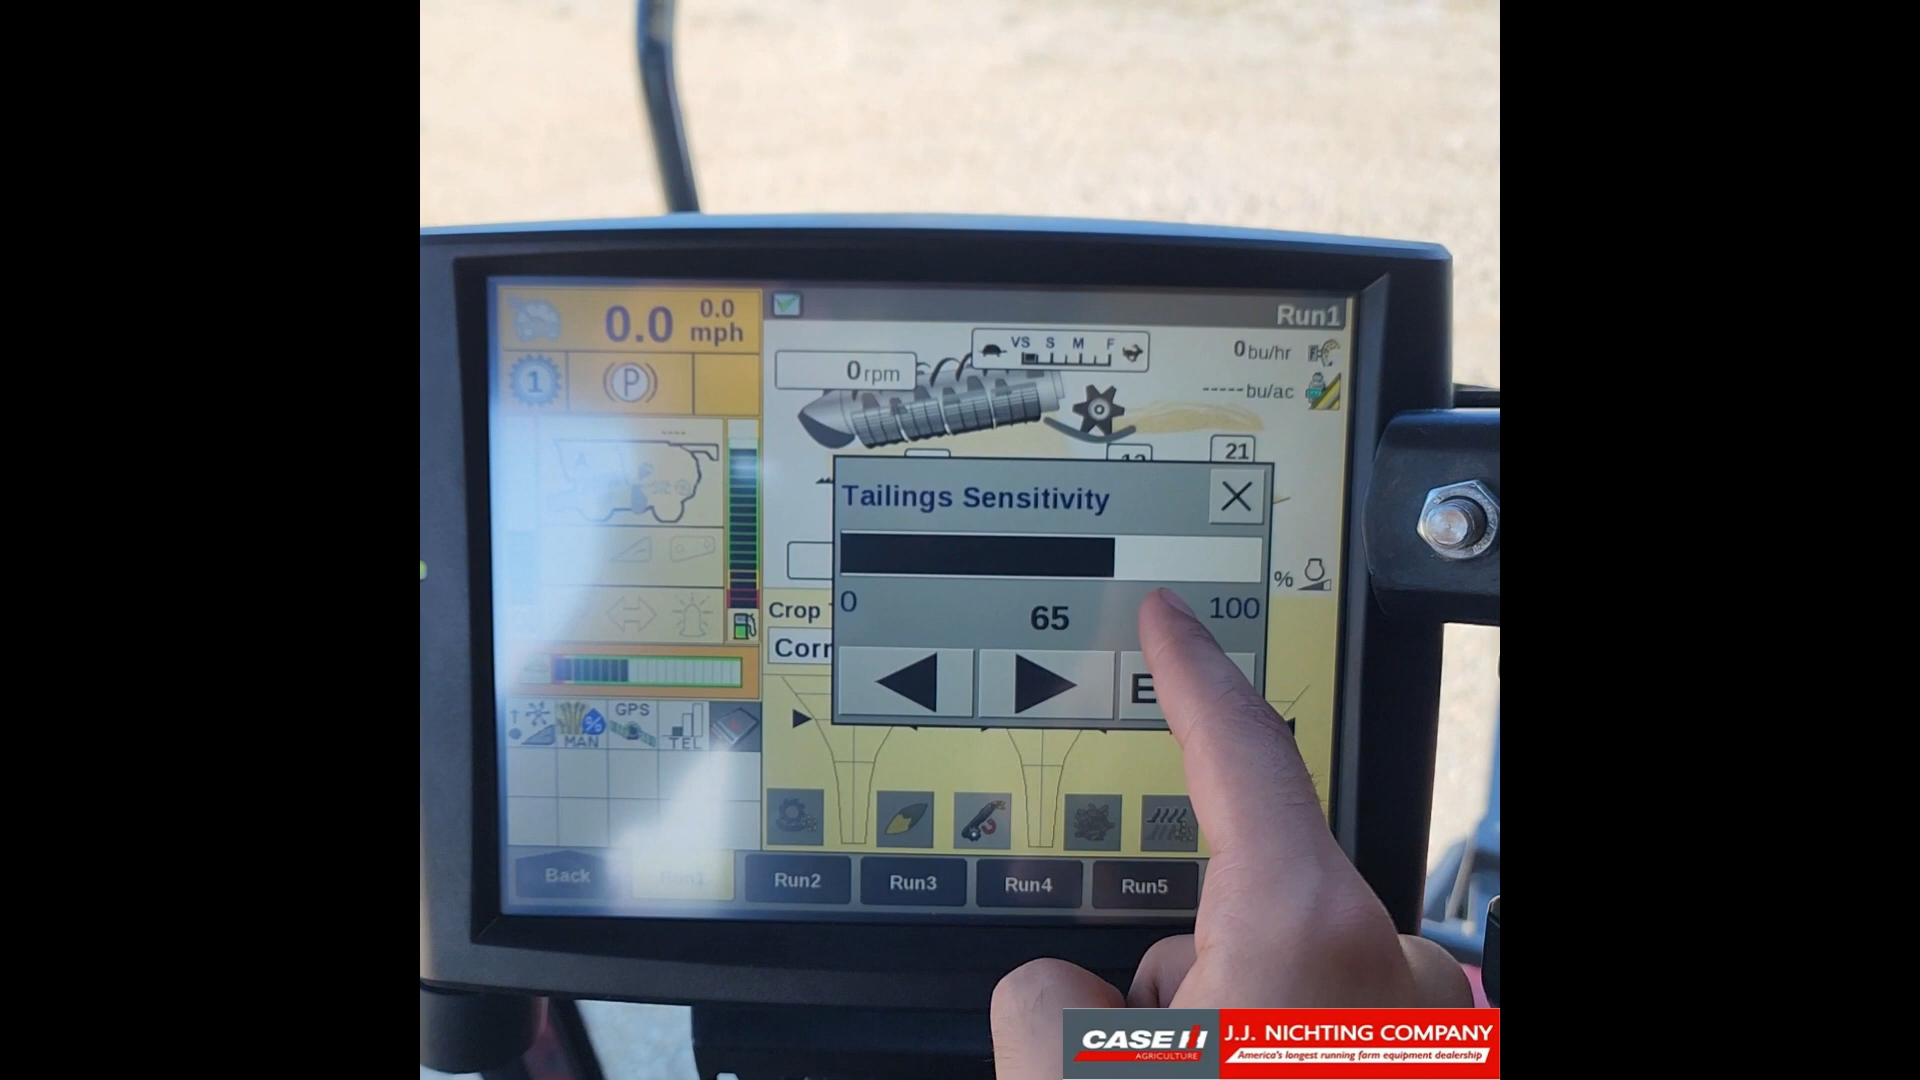 0.0
0.0
mph
1
P
GPS
MAN
TEL
%
Back
Run1
Run2
Run3
Run4
Run5
Run1
0 rpm
VS S M F
0 bu/hr
-----bu/ac
21
Tailings Sensitivity
0
65
100
%
Crop
Corn
CASE IH
AGRICULTURE
J.J. NICHTING COMPANY
America's longest running farm equipment dealership